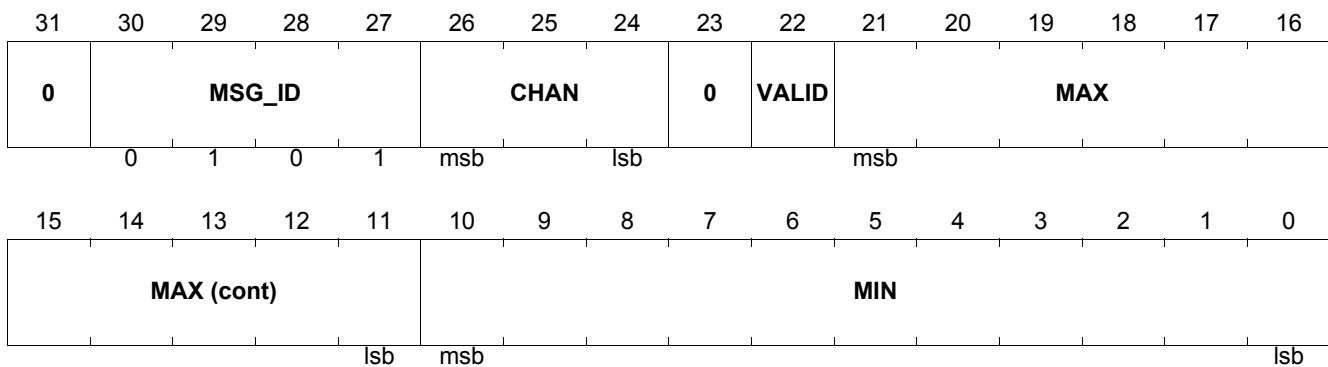 31 30 29 28 27 26 25 24 23 22 21 20 19 18 17 16
0 MSG_ID CHAN 0 VALID MAX
0 1 0 1 msb lsb msb
15 14 13 12 11 10 9 8 7 6 5 4 3 2 1 0
MAX (cont) MIN
lsb msb lsb